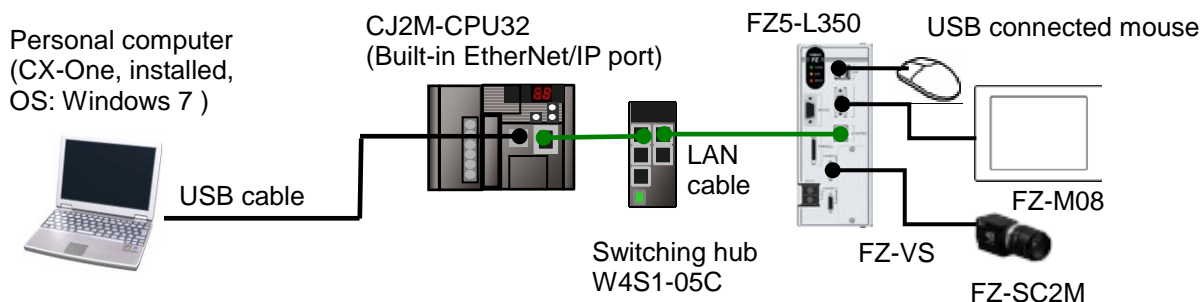 Personal computer
(CX-One, installed,
OS: Windows 7 )
CJ2M-CPU32
(Built-in EtherNet/IP port)
FZ5-L350
USB connected mouse
USB cable
LAN
cable
Switching hub
W4S1-05C
FZ-VS
FZ-M08
FZ-SC2M